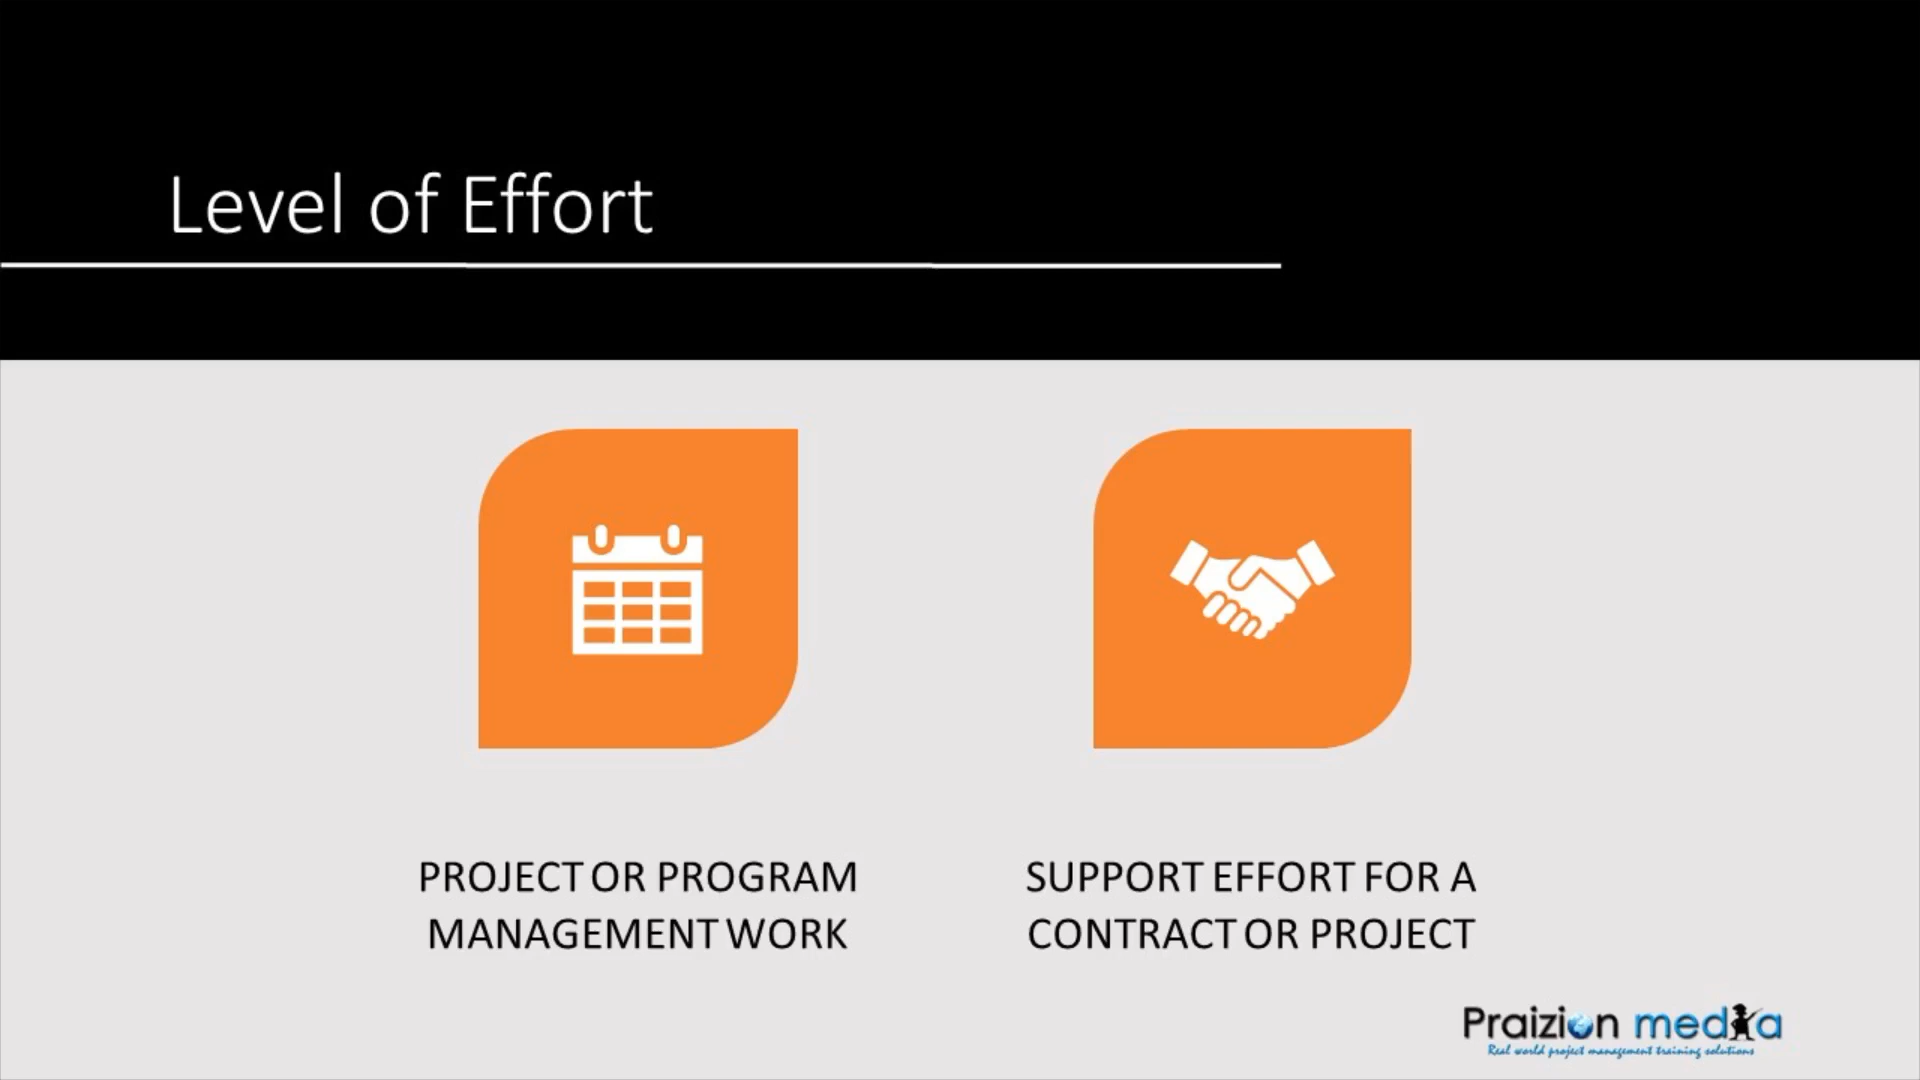 Level of Effort
PROJECT OR PROGRAM
MANAGEMENT WORK
SUPPORT EFFORT FOR A
CONTRACT OR PROJECT
Praizion media
Real world project management training solutions